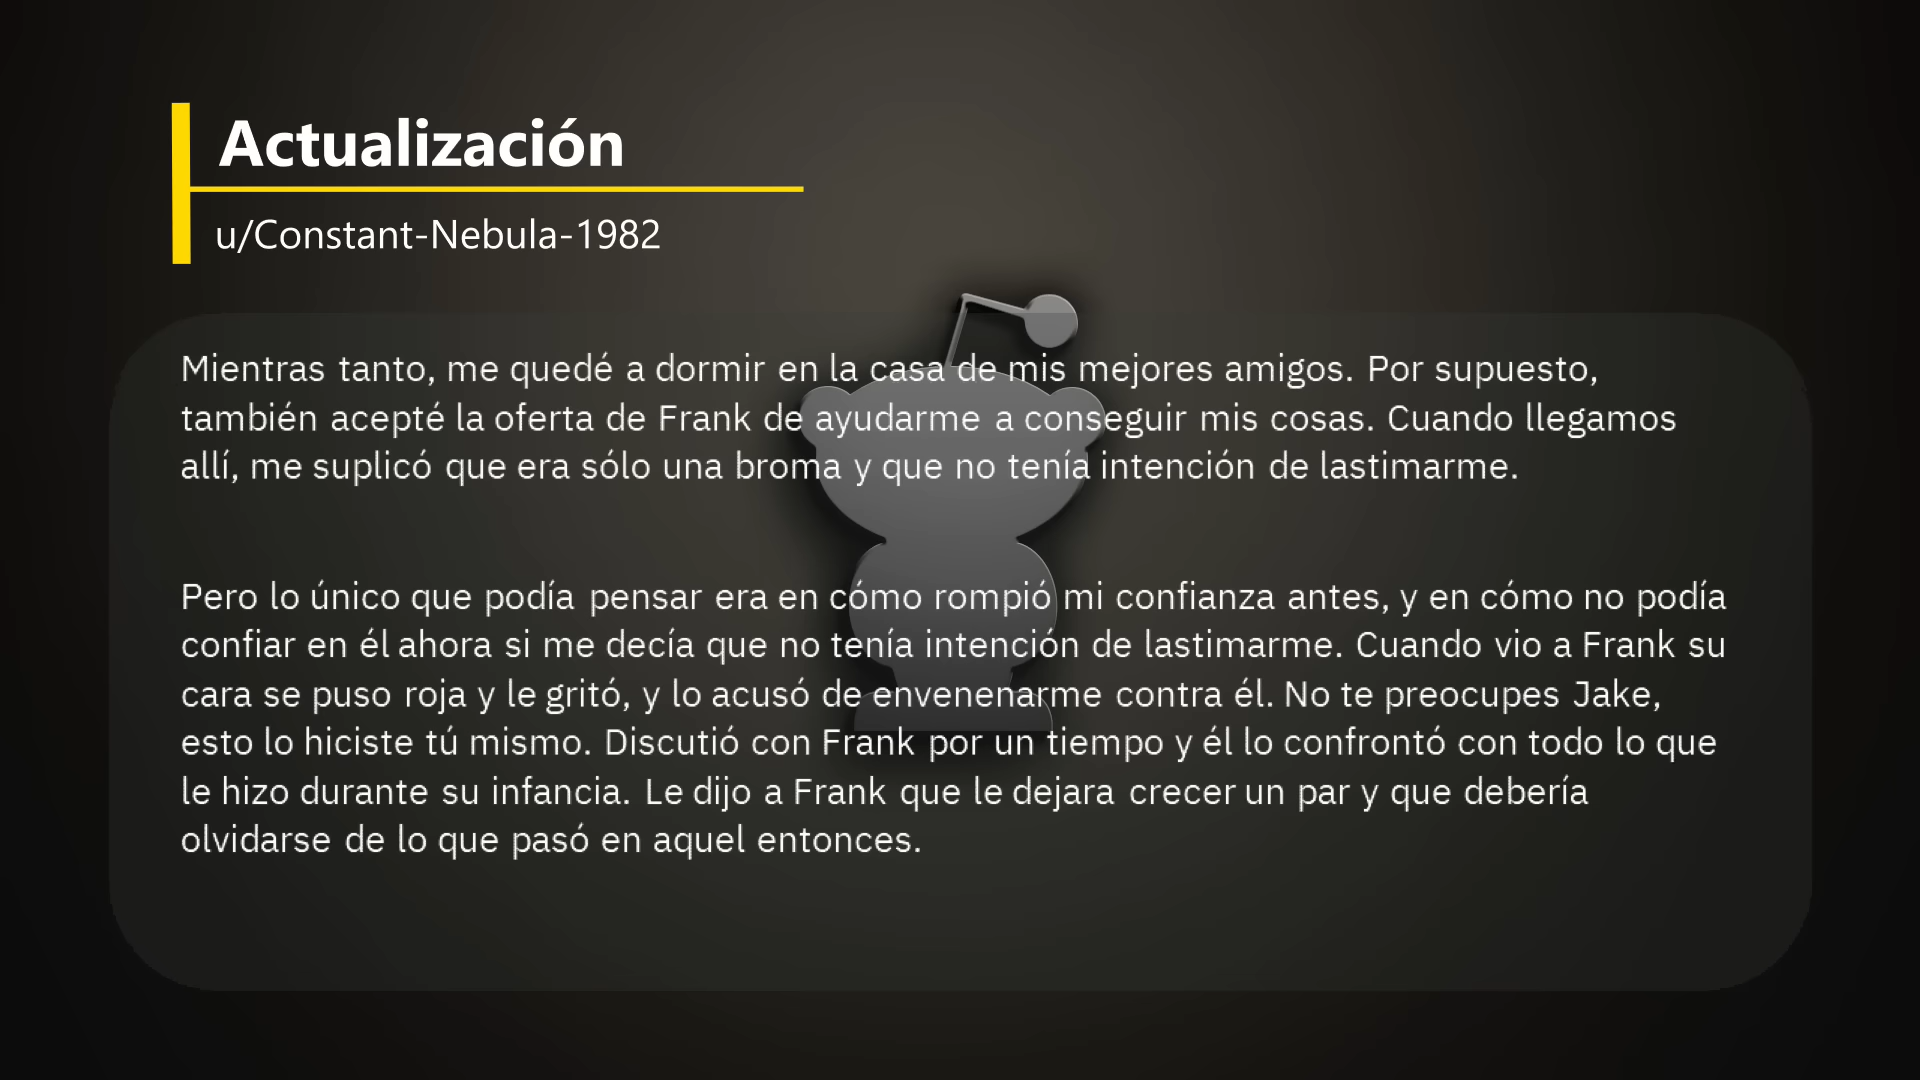 Actualización
u/Constant-Nebula-1982
Mientras tanto, me quedé a dormir en la casa de mis mejores amigos. Por supuesto,
también acepté la oferta de Frank de ayudarme a conseguir mis cosas. Cuando llegamos
allí, me suplicó que era sólo una broma y que no tenía intención de lastimarme.
Pero lo único que podía pensar era en cómo rompió mi confianza antes, y en cómo no podía
confiar en él ahora si me decía que no tenía intención de lastimarme. Cuando vio a Frank su
cara se puso roja y le gritó, y lo acusó de envenenarme contra él. No te preocupes Jake,
esto lo hiciste tú mismo. Discutió con Frank por un tiempo y él lo confrontó con todo lo que
le hizo durante su infancia. Le dijo a Frank que le dejara crecer un par y que debería
olvidarse de lo que pasó en aquel entonces.